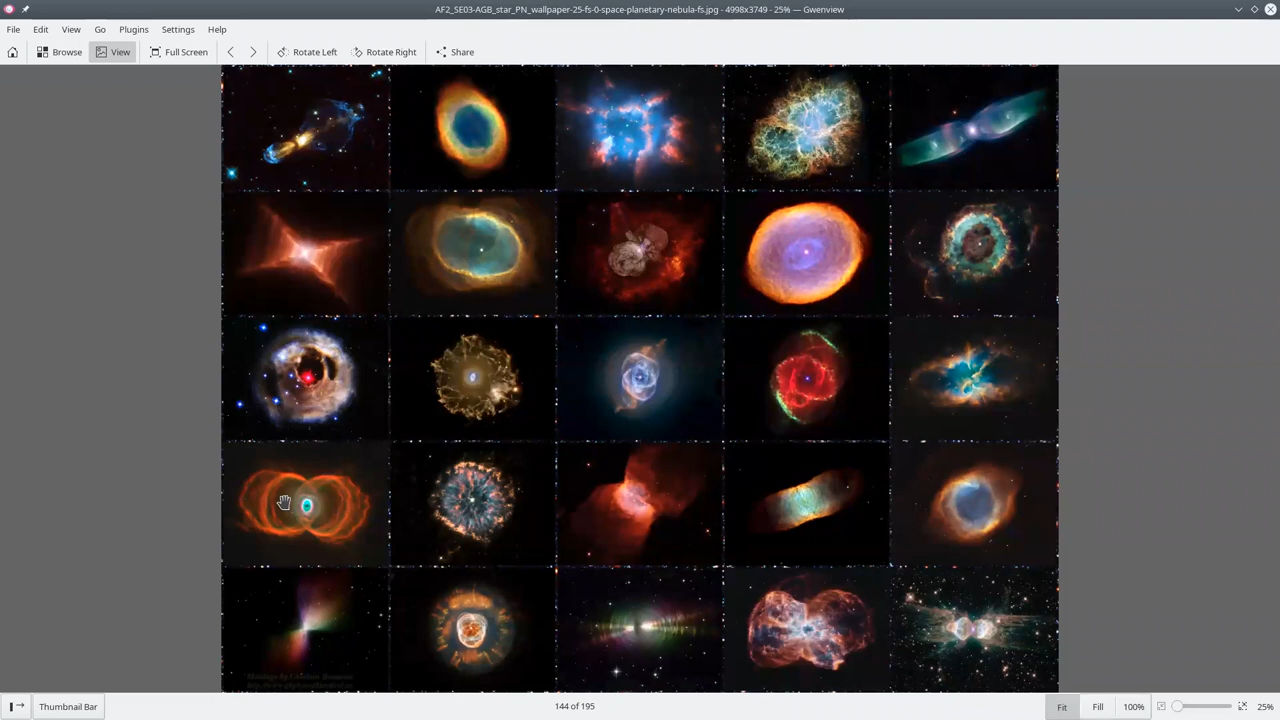 AF2_SE03-AGB_star_PN_wallpaper-25-fs-0-space-planetary-nebula-fs.jpg - 4998x3749 - 25% — Gwenview
File Edit View Go Plugins Settings Help
Browse View Full Screen Rotate Left Rotate Right Share
Montage by
Thumbnail Bar 144 of 195 Fit Fill 100% 25%